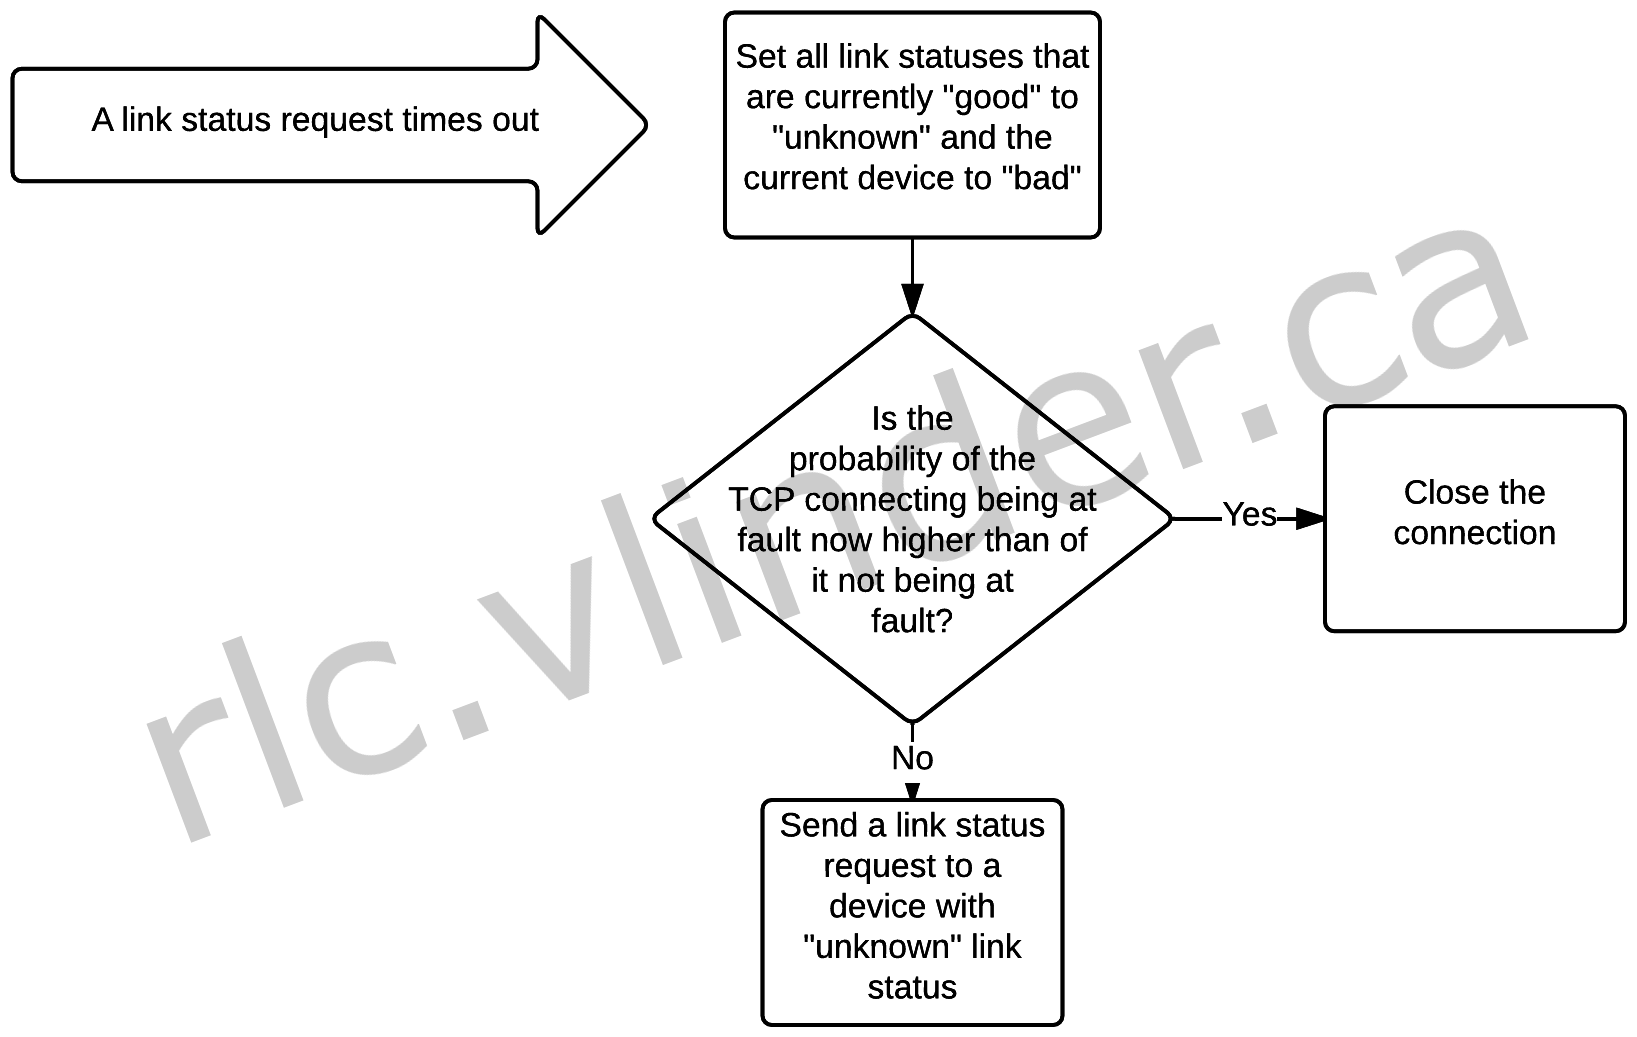 A link status request times out
Set all link statuses that
are currently "good" to
"unknown" and the
current device to "bad"
Is the
probability of the
TCP connecting being at
fault now higher than of
it not being at
fault?
Yes
Close the
connection
No
Send a link status
request to a
device with
"unknown" link
status
rlc.vlinder.ca